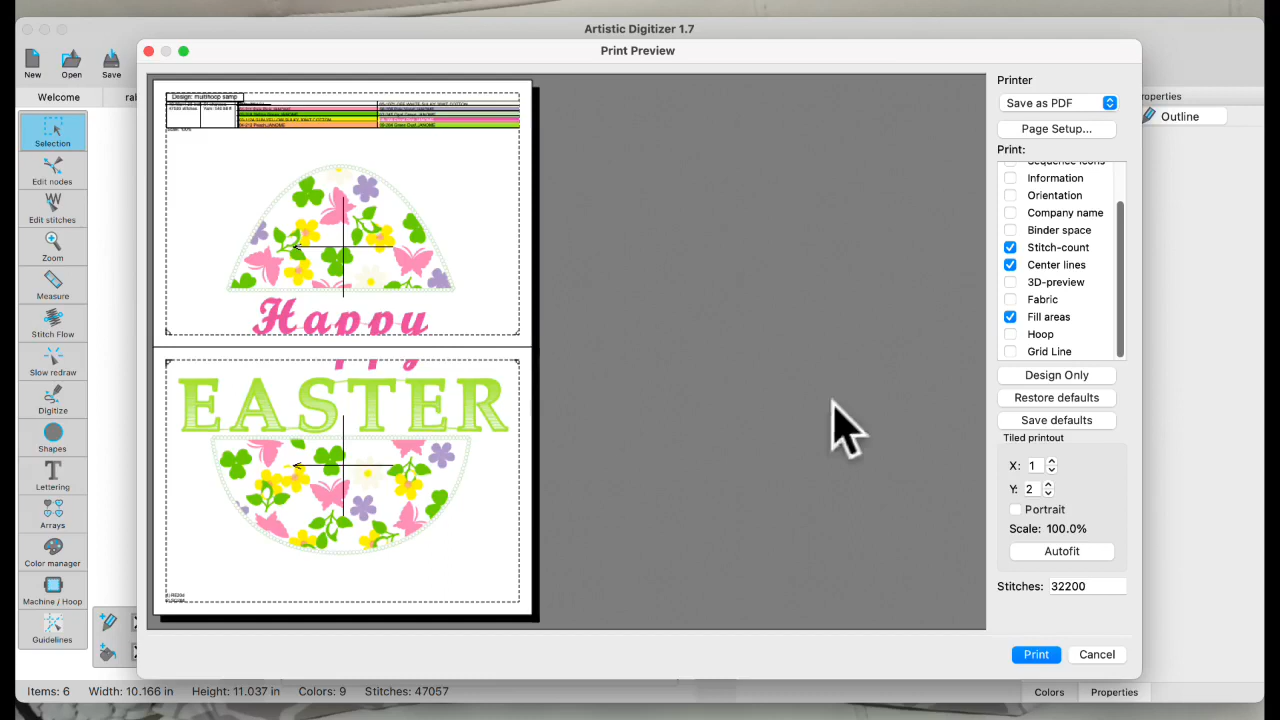 Artistic Digitizer 1.7
Print Preview
New
Open
Save
Welcome
ral
Selection
Edit nodes
Edit stitches
Zoom
Measure
Stitch Flow
Slow redraw
Digitize
Shapes
Lettering
Arrays
Color manager
Machine / Hoop
Guidelines
Design: multihoop samp
Happy
EASTER
Printer
Save as PDF
Page Setup...
Print:
Sequence icons
Information
Orientation
Company name
Binder space
Stitch-count
Center lines
3D-preview
Fabric
Fill areas
Hoop
Grid Line
Design Only
Restore defaults
Save defaults
Tiled printout
X: 1
Y: 2
Portrait
Scale: 100.0%
Autofit
Stitches: 32200
Print
Cancel
operties
Outline
Items: 6 Width: 10.166 in Height: 11.037 in Colors: 9 Stitches: 47057
Colors
Properties